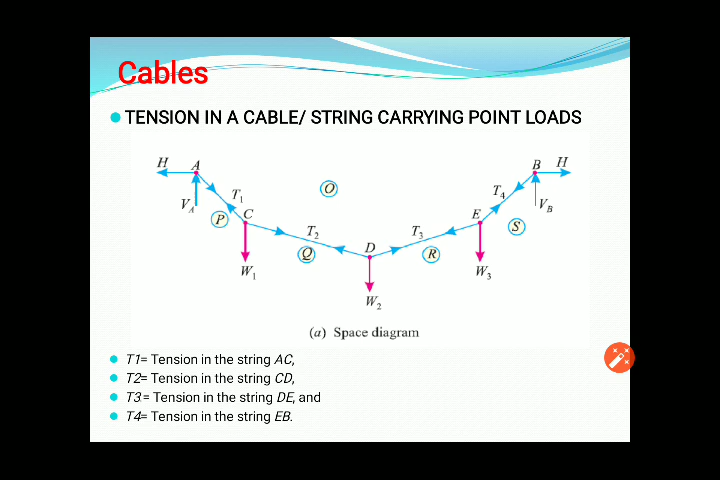 Cables
TENSION IN A CABLE/ STRING CARRYING POINT LOADS
H A B H
O
T₁ T₄
V_A V_B
P C E S
T₂ T₃
Q D R
W₁ W₃
W₂
(a) Space diagram
T1= Tension in the string AC,
T2= Tension in the string CD,
T3= Tension in the string DE, and
T4= Tension in the string EB.